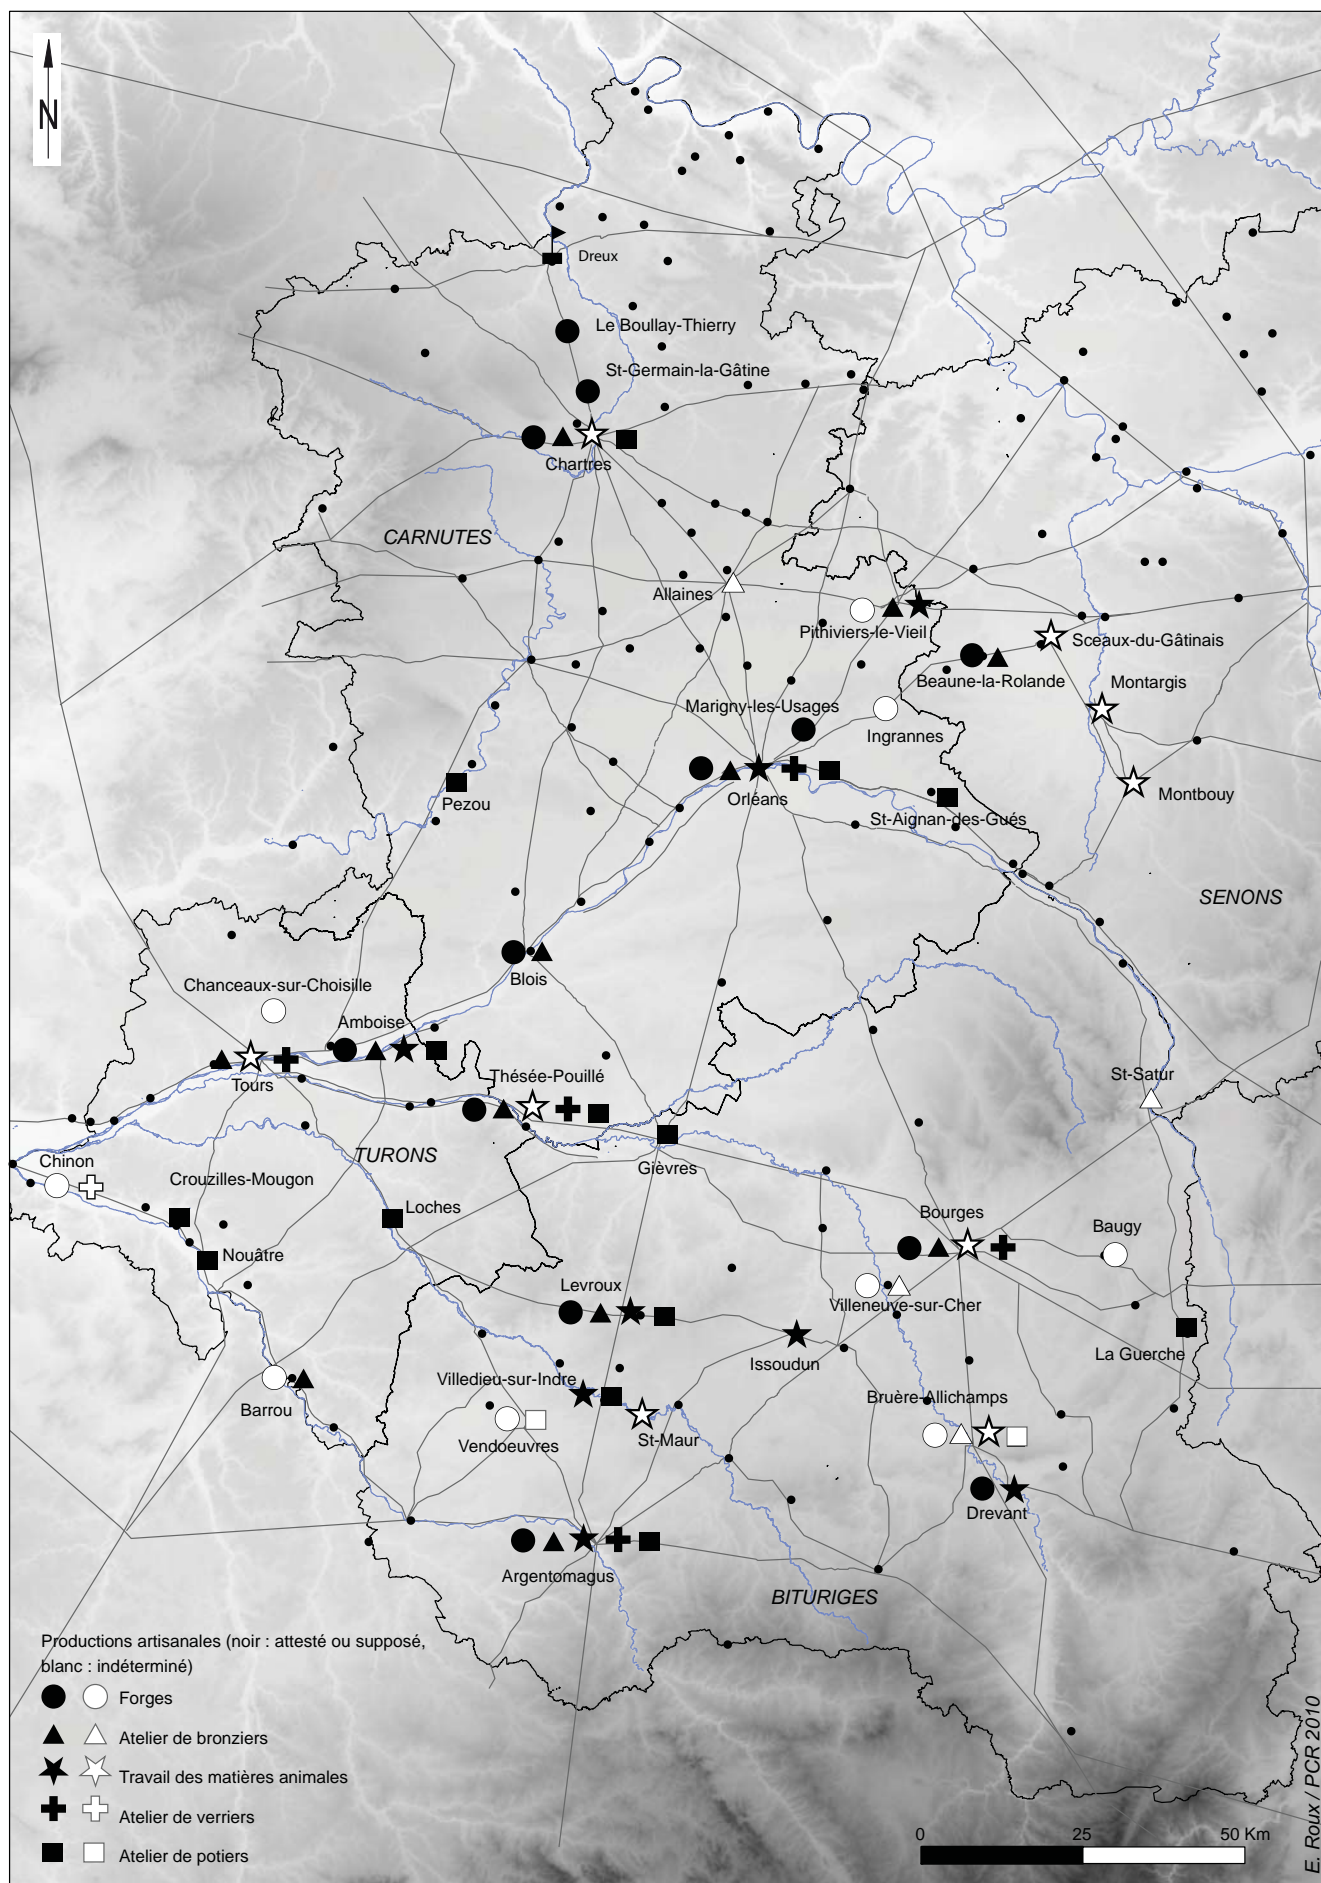 N
Dreux
Le Boullay-Thierry
St-Germain-la-Gâtine
Chartres
CARNUTES
Allaines
Pithiviers-le-Vieil
Sceaux-du-Gâtinais
Beaune-la-Rolande
Montargis
Marigny-les-Usages
Ingrannes
Orléans
Pezou
Montbouy
St-Aignan-des-Gués
SENONS
Blois
Chanceaux-sur-Choisille
Amboise
Tours
Thésée-Pouillé
St-Satur
TURONS
Chinon
Gièvres
Crouzilles-Mougon
Loches
Bourges
Baugy
Nouâtre
Levroux
Villeneuve-sur-Cher
Issoudun
La Guerche
Villedieu-sur-Indre
Bruère-Allichamps
Barrou
Vendoeuvres
St-Maur
Drevant
Argentomagus
BITURIGES
Productions artisanales (noir : attesté ou supposé,
blanc : indéterminé)
Forges
Atelier de bronziers
Travail des matières animales
Atelier de verriers
Atelier de potiers
0 25 50 Km
E. Roux / PCR 2010